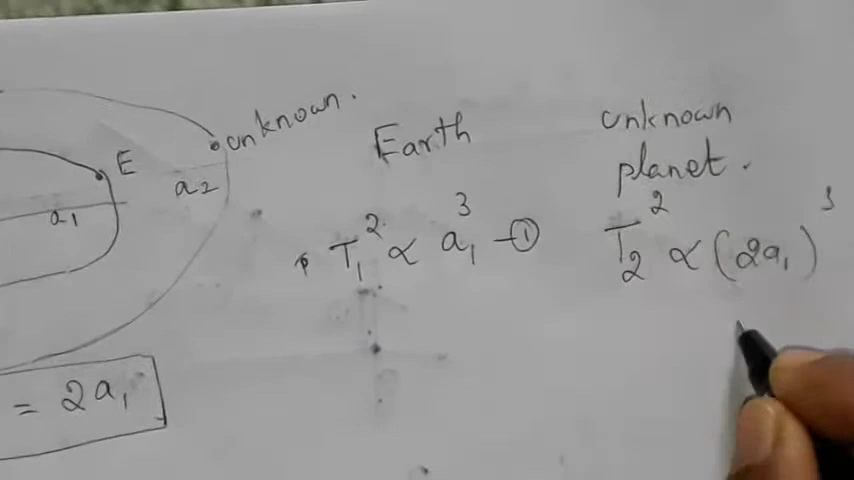 unknown.
E
a₂
a₁
= 2a₁
Earth
T₁² ∝ a₁³ -①
unknown
planet.
T₂² ∝ (2a₁)³